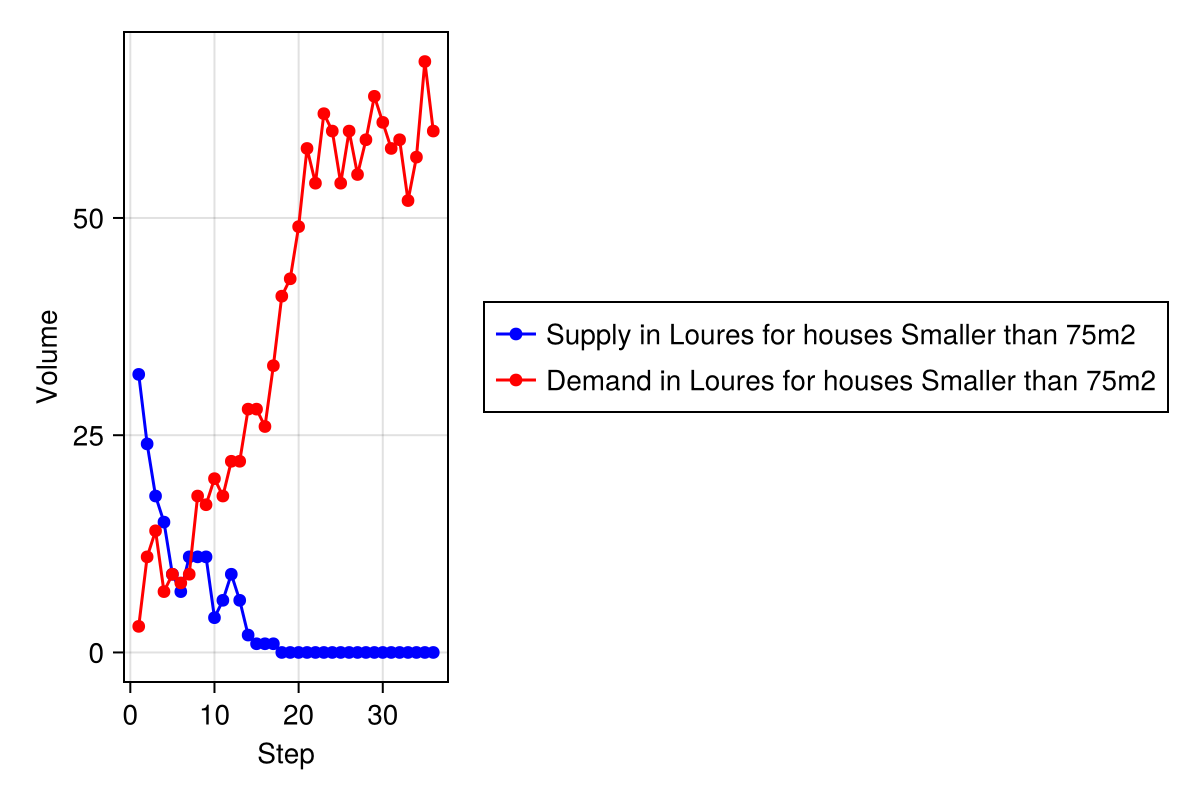 Volume
50
25
0
0 10 20 30
Step
Supply in Loures for houses Smaller than 75m2
Demand in Loures for houses Smaller than 75m2